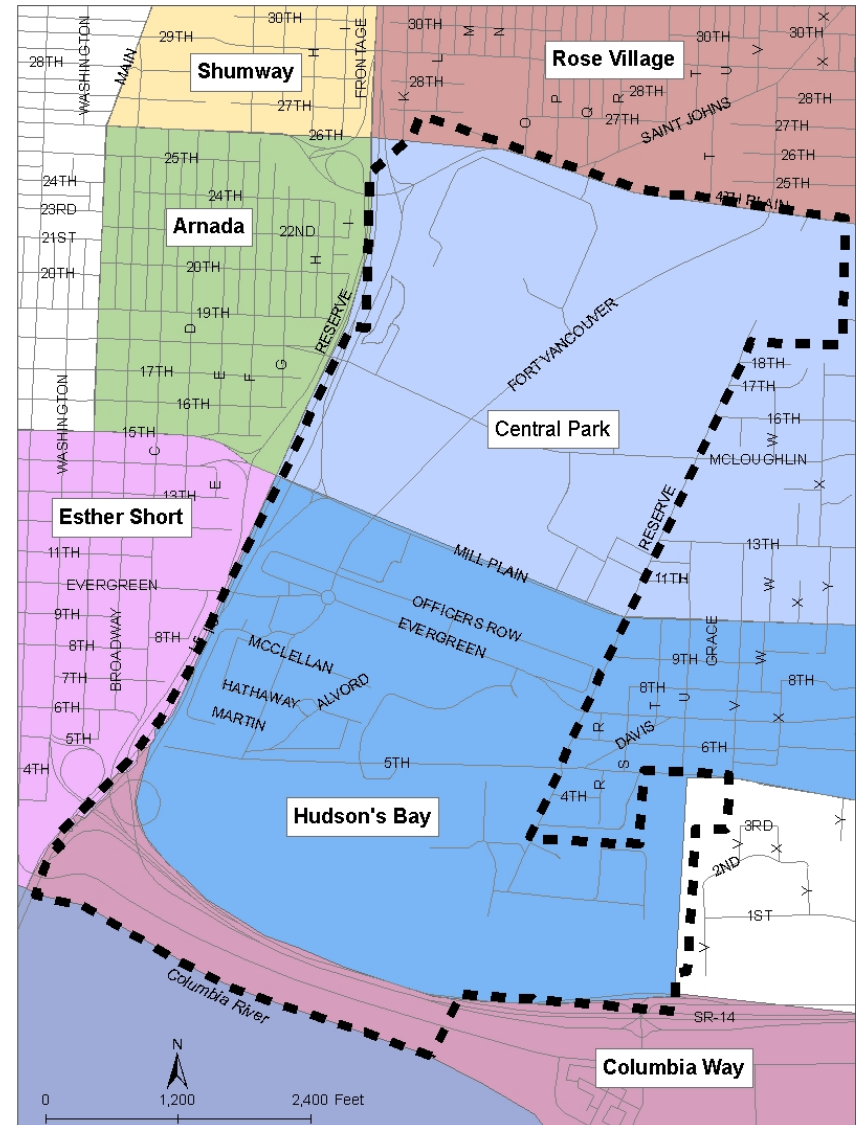 30TH
30TH
30TH
WASHINGTON
MAIN
29TH
H
I
FRONTAGE
L
M
N
X
28TH
Shumway
Rose Village
30TH
T
U
V
30TH
X
28TH
K
27TH
O
P
Q
R
28TH
27TH
SAINT JOHNS
28TH
26TH
27TH
25TH
T
26TH
24TH
24TH
25TH
4TH PLAIN
23RD
Arnada
I
21ST
22ND
H
20TH
20TH
RESERVE
19TH
D
FORT VANCOUVER
17TH
E
F
G
18TH
WASHINGTON
16TH
17TH
15TH
C
Central Park
16TH
W
13TH
E
MCLOUGHLIN
X
Esther Short
RESERVE
11TH
MILL PLAIN
13TH
EVERGREEN
11TH
W
Y
OFFICERS ROW
X
9TH
BROADWAY
8TH
EVERGREEN
GRACE
8TH
MCCLELLAN
9TH
W
7TH
HATHAWAY
ALVORD
8TH
T
U
V
8TH
6TH
MARTIN
R
X
5TH
DAVIS
6TH
4TH
5TH
S
4TH
R
Hudson's Bay
3RD
Y
V
X
2ND
Y
1ST
V
Columbia River
SR-14
N
Columbia Way
0
1,200
2,400 Feet